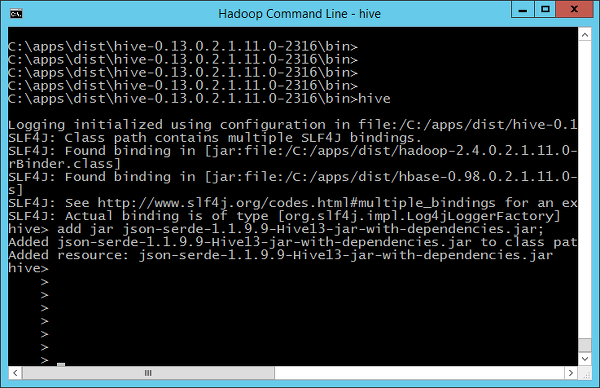 Hadoop Command Line - hive
C:\apps\dist\hive-0.13.0.2.1.11.0-2316\bin>
C:\apps\dist\hive-0.13.0.2.1.11.0-2316\bin>
C:\apps\dist\hive-0.13.0.2.1.11.0-2316\bin>
C:\apps\dist\hive-0.13.0.2.1.11.0-2316\bin>
C:\apps\dist\hive-0.13.0.2.1.11.0-2316\bin>hive
Logging initialized using configuration in file:/C:/apps/dist/hive-0.1
SLF4J: Class path contains multiple SLF4J bindings.
SLF4J: Found binding in [jar:file:/C:/apps/dist/hadoop-2.4.0.2.1.11.0-
rBinder.class]
SLF4J: Found binding in [jar:file:/C:/apps/dist/hbase-0.98.0.2.1.11.0-
s]
SLF4J: See http://www.slf4j.org/codes.html#multiple_bindings for an ex
SLF4J: Actual binding is of type [org.slf4j.impl.Log4jLoggerFactory]
hive> add jar json-serde-1.1.9.9-Hive13-jar-with-dependencies.jar;
Added json-serde-1.1.9.9-Hive13-jar-with-dependencies.jar to class pat
Added resource: json-serde-1.1.9.9-Hive13-jar-with-dependencies.jar
hive>
>
>
>
>
>